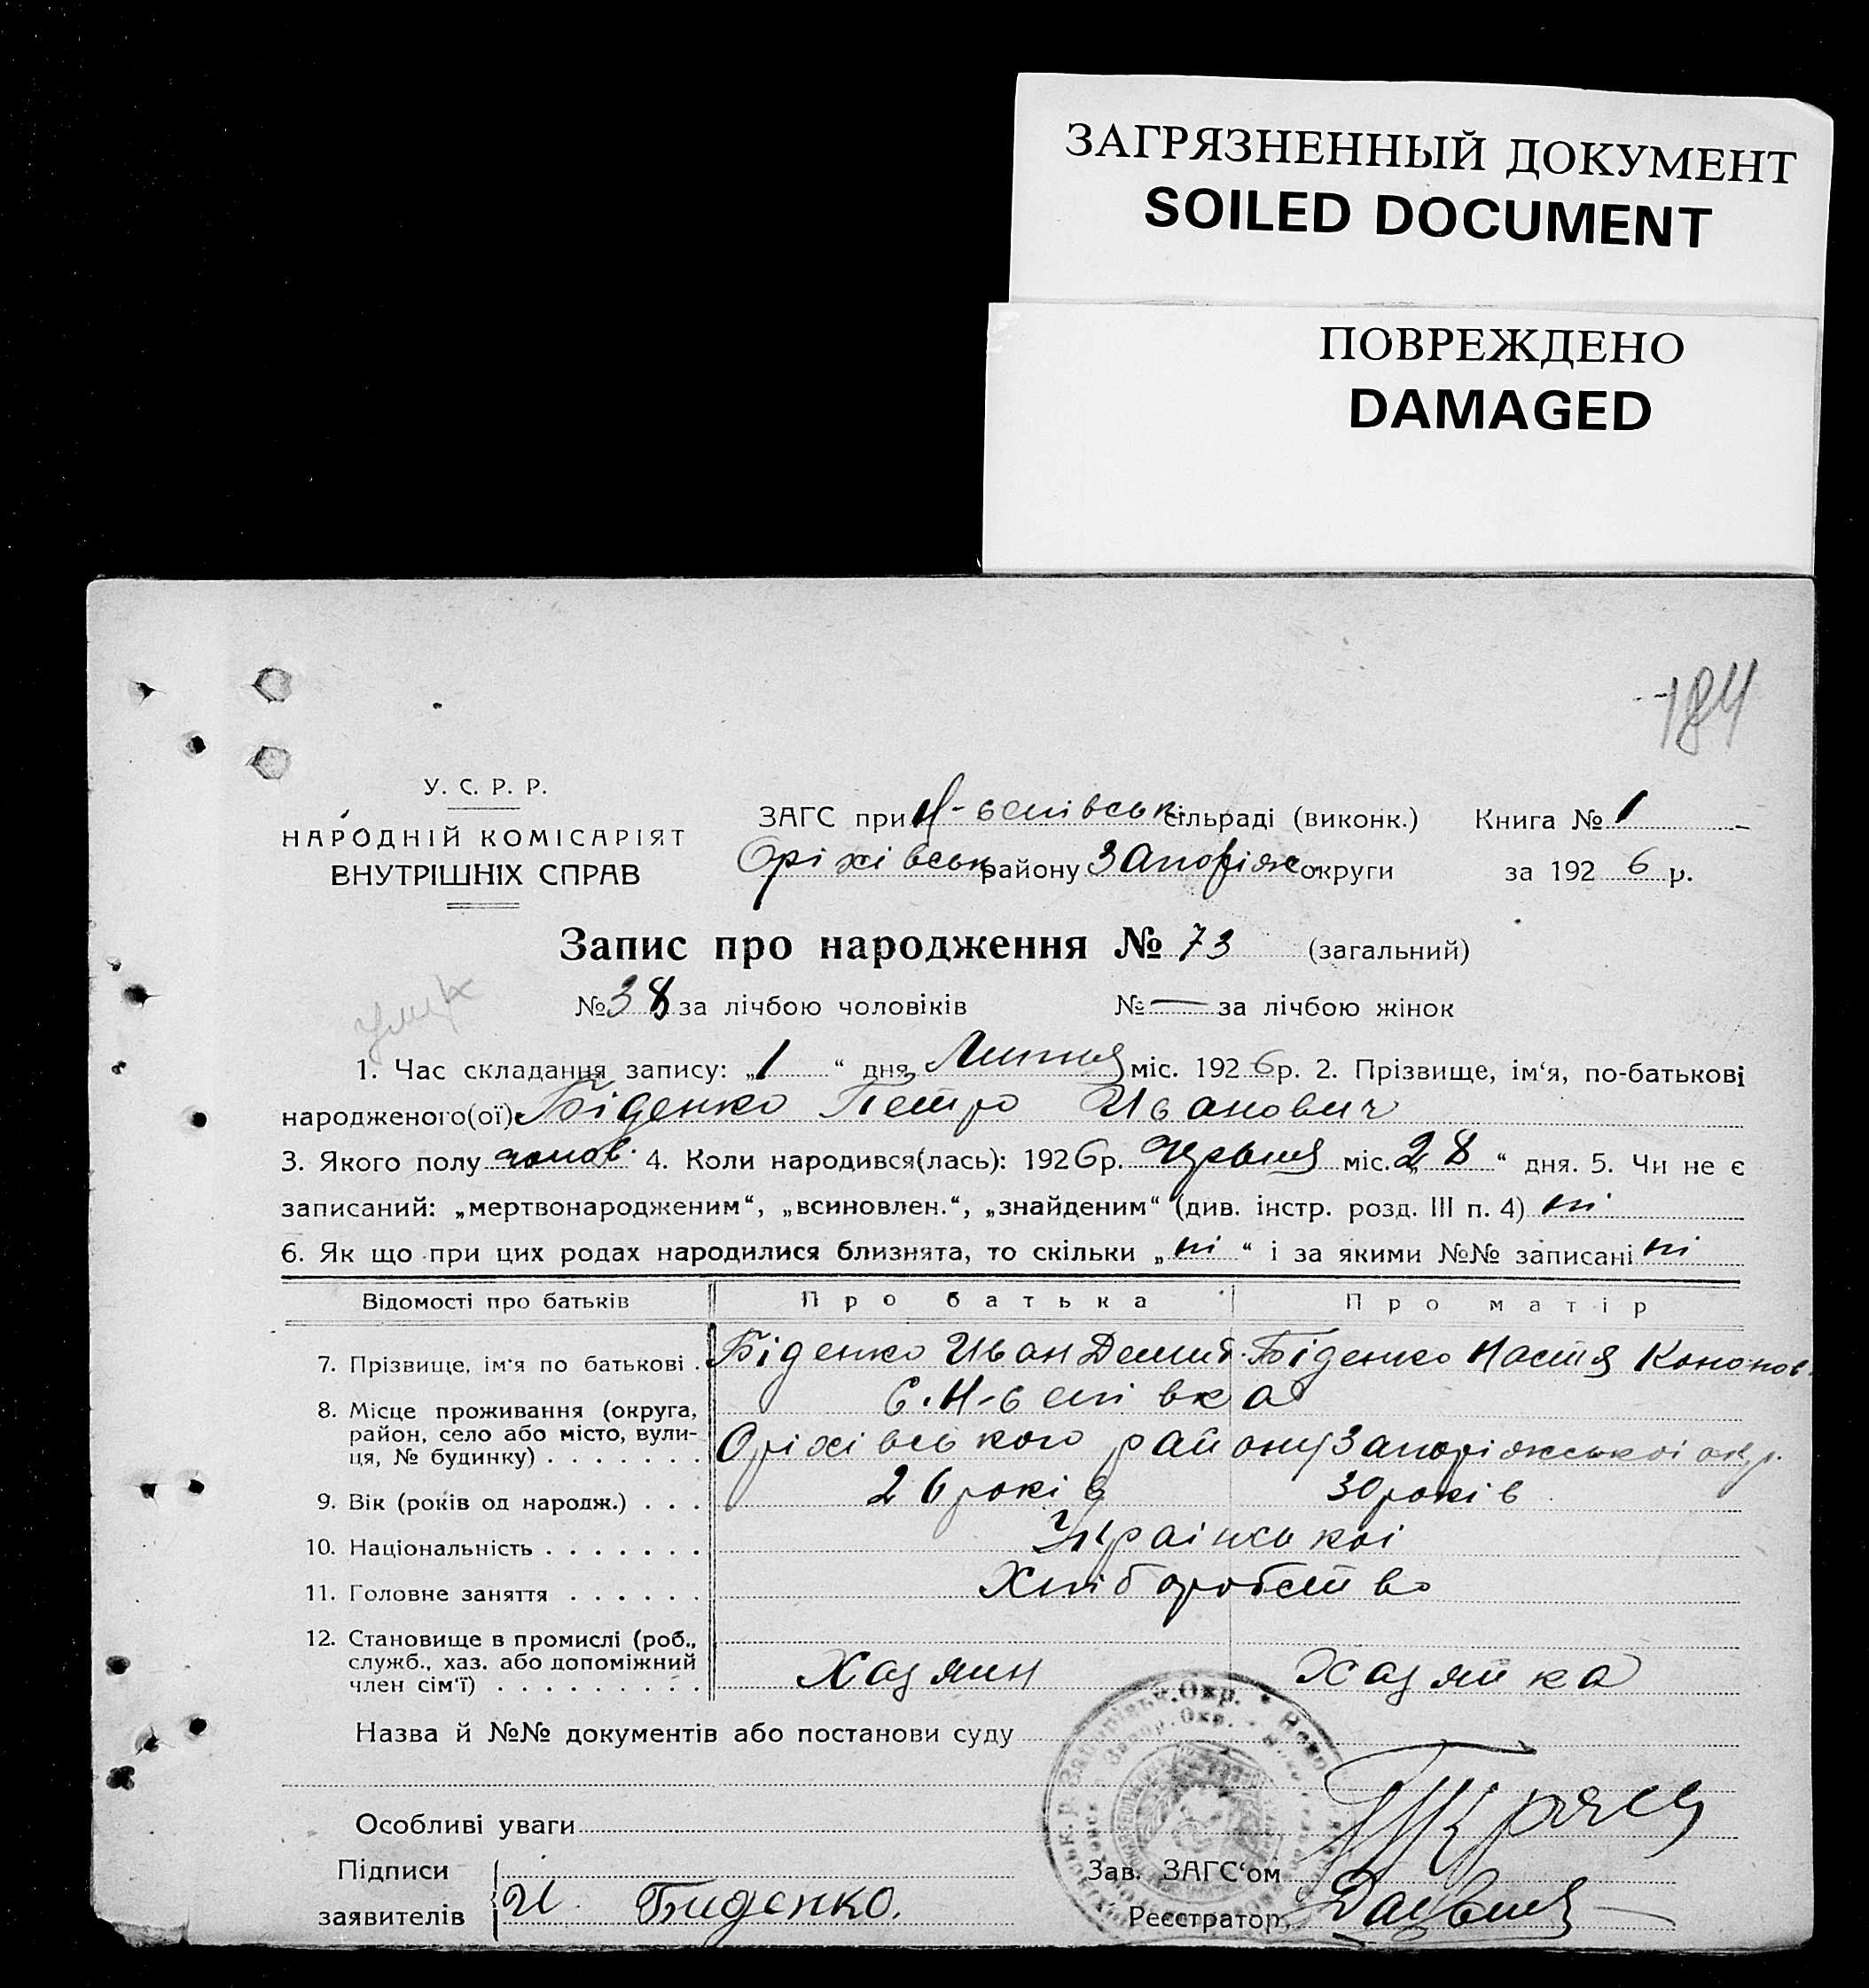 ЗАГРЯЗНЕННЫЙ ДОКУМЕНТ
SOILED DOCUMENT
ПОВРЕЖДЕНО
DAMAGED
184
У. С. Р. Р.
НАРОДНІЙ КОМІСАРІЯТ
ВНУТРІШНІХ СПРАВ
ЗАГС при сільраді (виконк.) Книга № 1
Оріхівськ району Запоріж. округи за 1926 р.
Запис про народження № 73 (загальний)
№ 38 за лічбою чоловіків № — за лічбою жінок
1. Час складання запису: „1“ дня Липня міс. 1926 р. 2. Прізвище, ім‘я, по-батькові
народженого(ої) Біденко Петро Иванович
3. Якого полу чолов. 4. Коли народився(лась): 1926 р. Червня міс. „28“ дня. 5. Чи не є
записаний: „мертвонародженим“, „всиновлен.“, „знайденим“ (див. інстр. розд. III п. 4) ні
6. Як що при цих родах народилися близнята, то скільки „ні“ і за якими №№ записані ні
Відомості про батьків Про батька Про матір
7. Прізвище, ім‘я по батькові . Біденко Иван Демид. Біденко Настя Кононов.
8. Місце проживання (округа,
район, село або місто, вули-
ця, № будинку) . . . . . . . Оріхівського району Запоріжської окр.
9. Вік (років од народж.) . . . 26 років 30 років
10. Національність . . . . . . . Українскоі
11. Головне заняття . . . . . . Хліборобство
12. Становище в промислі (роб.,
служб., хаз. або допоміжний
член сім‘ї) . . . . . . . . . Хазяин Хазяйка
Назва й №№ документів або постанови суду
Особливі уваги
Підписи
Зав. ЗАГС‘ом
заявителів И Биденко.
Реєстратор